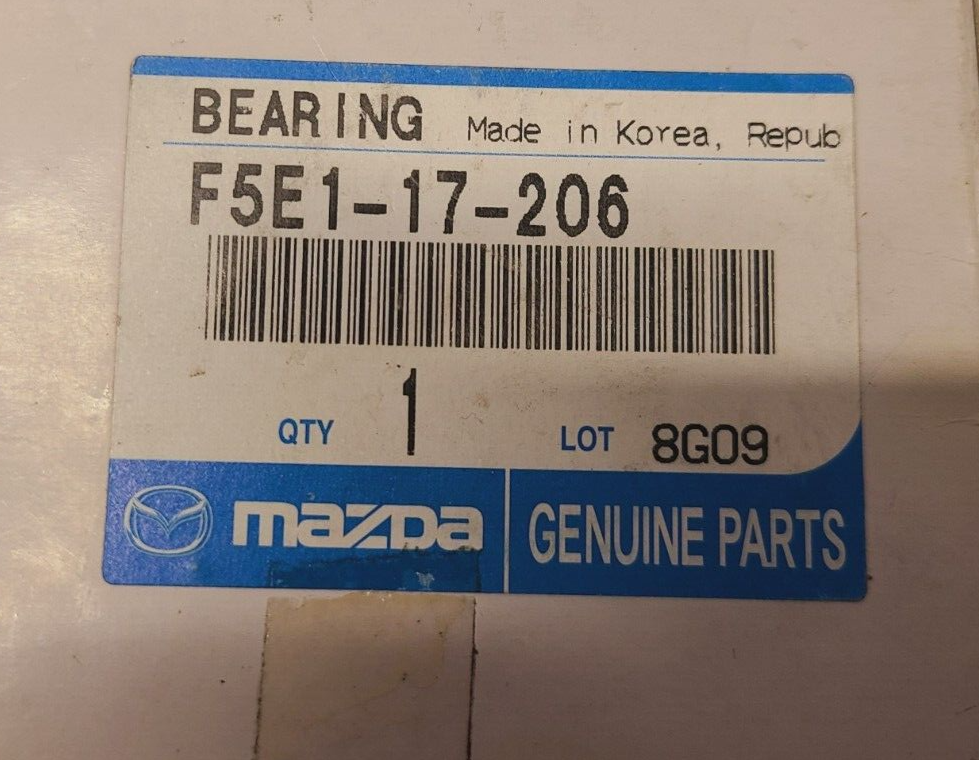 BEARING Made in Korea, Repub
F5E1-17-206
QTY 1 LOT 8G09
mazda GENUINE PARTS